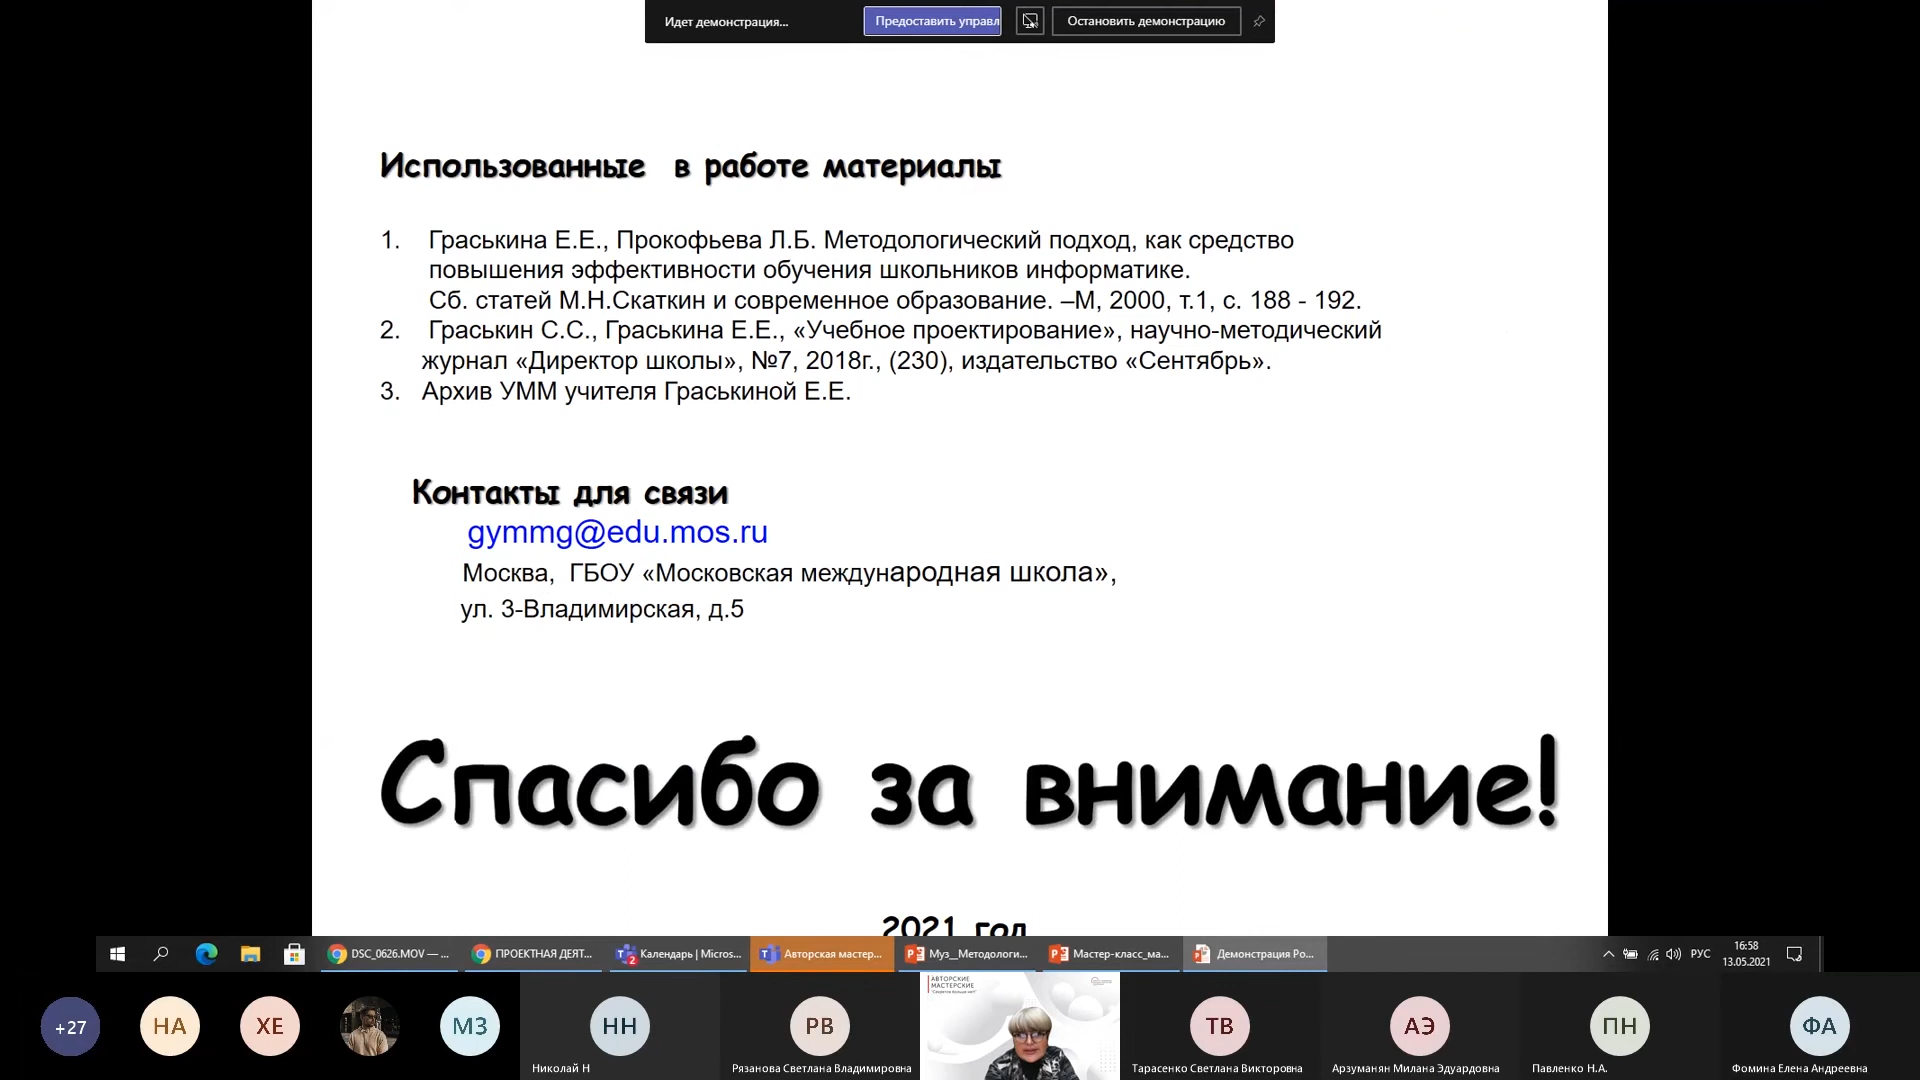 Идет демонстрация...
Предоставить управл
Остановить демонстрацию
Использованные в работе материалы
1. Граськина Е.Е., Прокофьева Л.Б. Методологический подход, как средство
повышения эффективности обучения школьников информатике.
Сб. статей М.Н.Скаткин и современное образование. –М, 2000, т.1, с. 188 - 192.
2. Граськин С.С., Граськина Е.Е., «Учебное проектирование», научно-методический
журнал «Директор школы», №7, 2018г., (230), издательство «Сентябрь».
3. Архив УММ учителя Граськиной Е.Е.
Контакты для связи
gymmg@edu.mos.ru
Москва, ГБОУ «Московская международная школа»,
ул. 3-Владимирская, д.5
Спасибо за внимание!
2021 год
DSC_0626.MOV — ...
ПРОЕКТНАЯ ДЕЯТ...
Календарь | Micros...
Авторская мастер...
Муз__Методологи...
Мастер-класс_ма...
Демонстрация Ро...
РУС
16:58
13.05.2021
+27
НА
ХЕ
МЗ
НН
РВ
АВТОРСКИЕ
МАСТЕРСКИЕ
ТВ
АЭ
ПН
ФА
Николай Н
Рязанова Светлана Владимировна
Тарасенко Светлана Викторовна
Арзуманян Милана Эдуардовна
Павленко Н.А.
Фомина Елена Андреевна